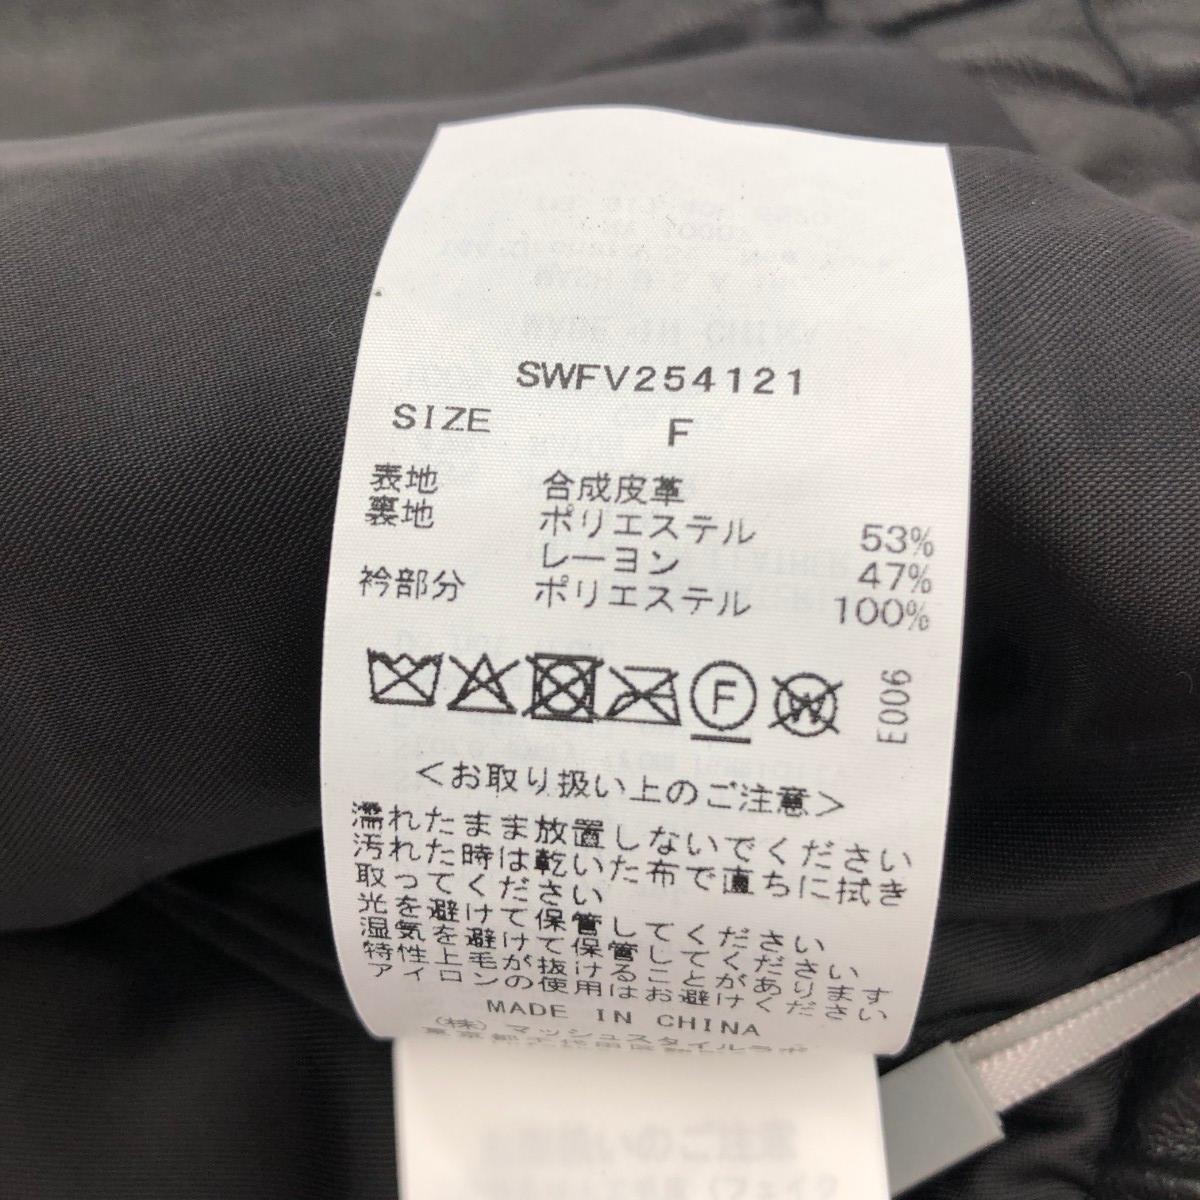 SWFV254121
SIZE F
表地 合成皮革
裏地 ポリエステル 53%
レーヨン 47%
衿部分 ポリエステル 100%
F W E006
<お取り扱い上のご注意>
濡れたまま放置しないでください
汚れた時は乾いた布で直ちに拭き
取ってください
光を避けて保管してください
湿気を避けて保管してください
特性上毛が抜けることがあります
アイロンの使用はお避けください
MADE IN CHINA
(株)マッシュスタイルラボ